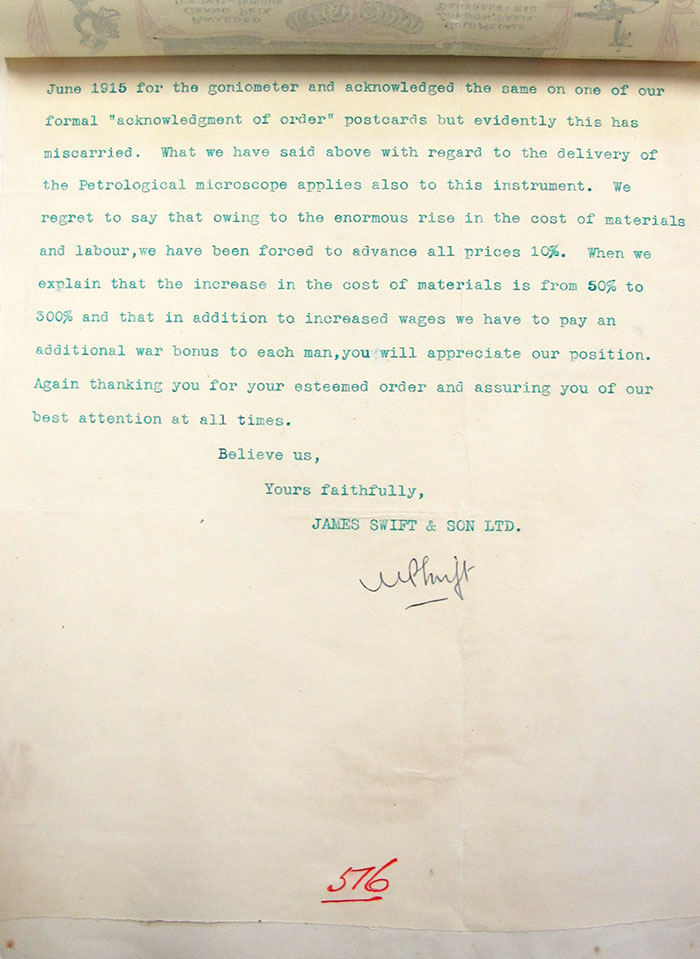 June 1915 for the goniometer and acknowledged the same on one of our
formal "acknowledgment of order" postcards but evidently this has
miscarried. What we have said above with regard to the delivery of
the Petrological microscope applies also to this instrument. We
regret to say that owing to the enormous rise in the cost of materials
and labour,we have been forced to advance all prices 10%. When we
explain that the increase in the cost of materials is from 50% to
300% and that in addition to increased wages we have to pay an
additional war bonus to each man,you will appreciate our position.
Again thanking you for your esteemed order and assuring you of our
best attention at all times.
Believe us,
Yours faithfully,
JAMES SWIFT & SON LTD.
576